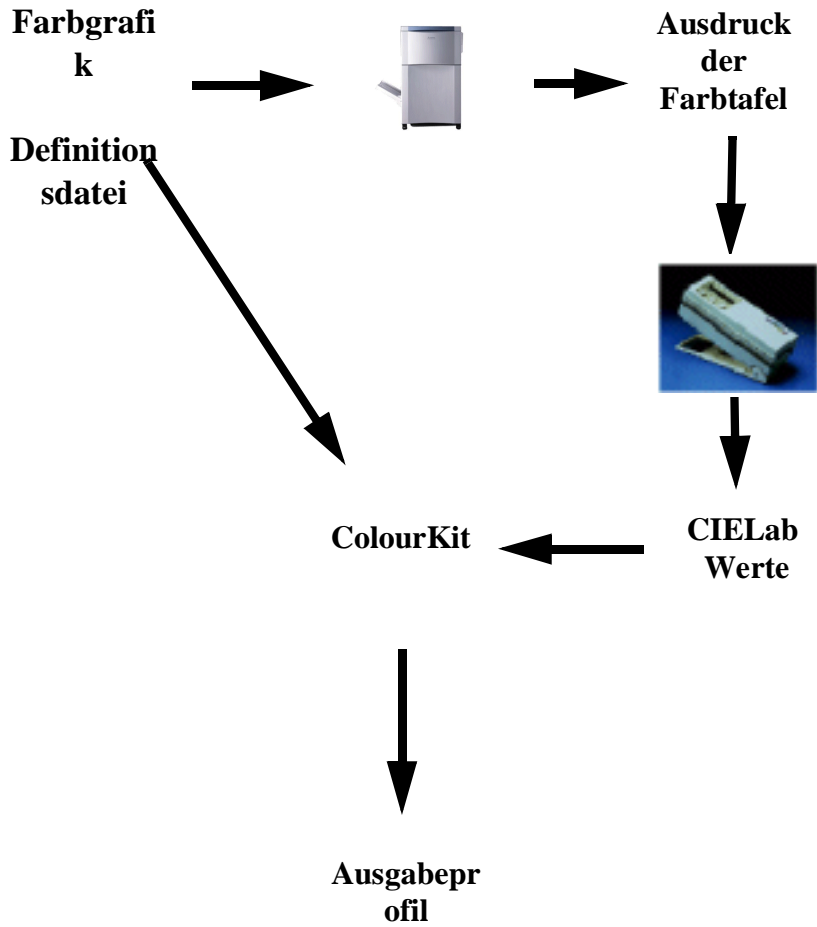 Farbgrafi
k
Ausdruck
der
Farbtafel
Definition
sdatei
ColourKit
CIELab
Werte
Ausgabepr
ofil